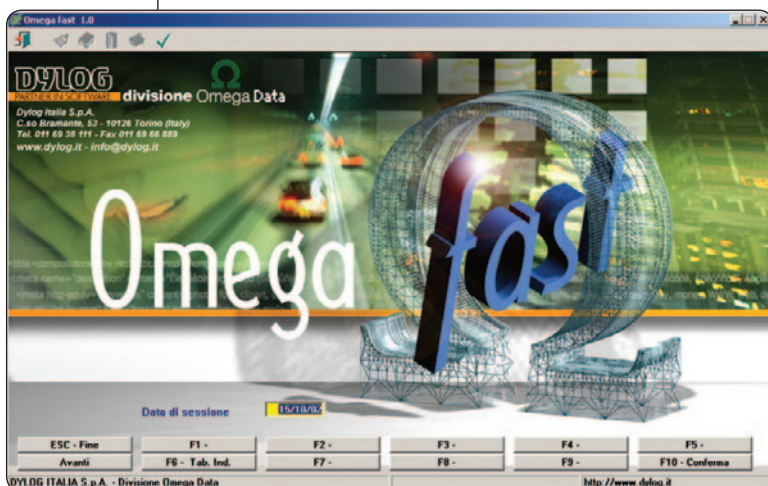 Omega Fast 1.0
DYLOG
PARTNER IN SOFTWARE divisione Omega Data
Dylog Italia S.p.A.
C.so Bramante, 53 - 10126 Torino (Italy)
Tel. 011 69 38 111 - Fax 011 69 66 889
www.dylog.it - info@dylog.it
Omega fast
Data di sessione 15/10/02
ESC - Fine F1 - F2 - F3 - F4 - F5 -
Avanti F6 - Tab. Ind. F7 - F8 - F9 - F10 - Conferma
DYLOG ITALIA S.p.A. - Divisione Omega Data http://www.dylog.it